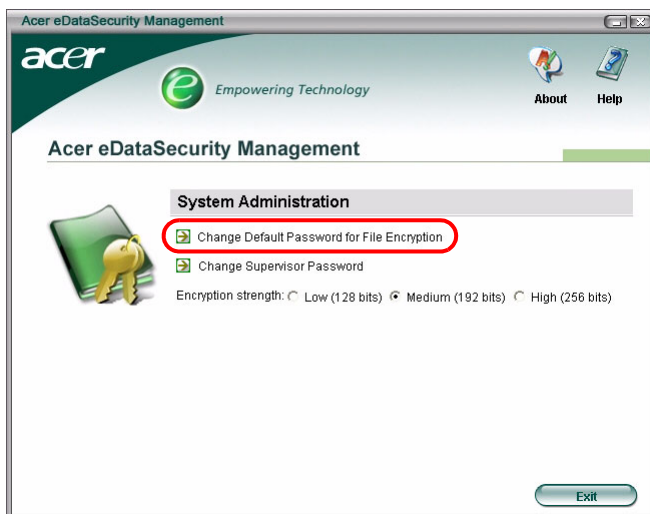 Acer eDataSecurity Management
acer
e Empowering Technology
About Help
Acer eDataSecurity Management
System Administration
Change Default Password for File Encryption
Change Supervisor Password
Encryption strength: Low (128 bits) Medium (192 bits) High (256 bits)
Exit